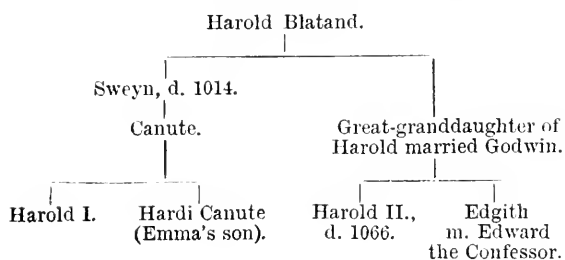 Harold Blatand.
Sweyn, d. 1014.
Canute.
Great-granddaughter of
Harold married Godwin.
Harold I.
Hardi Canute
(Emma's son).
Harold II.,
d. 1066.
Edgith
m. Edward
the Confessor.